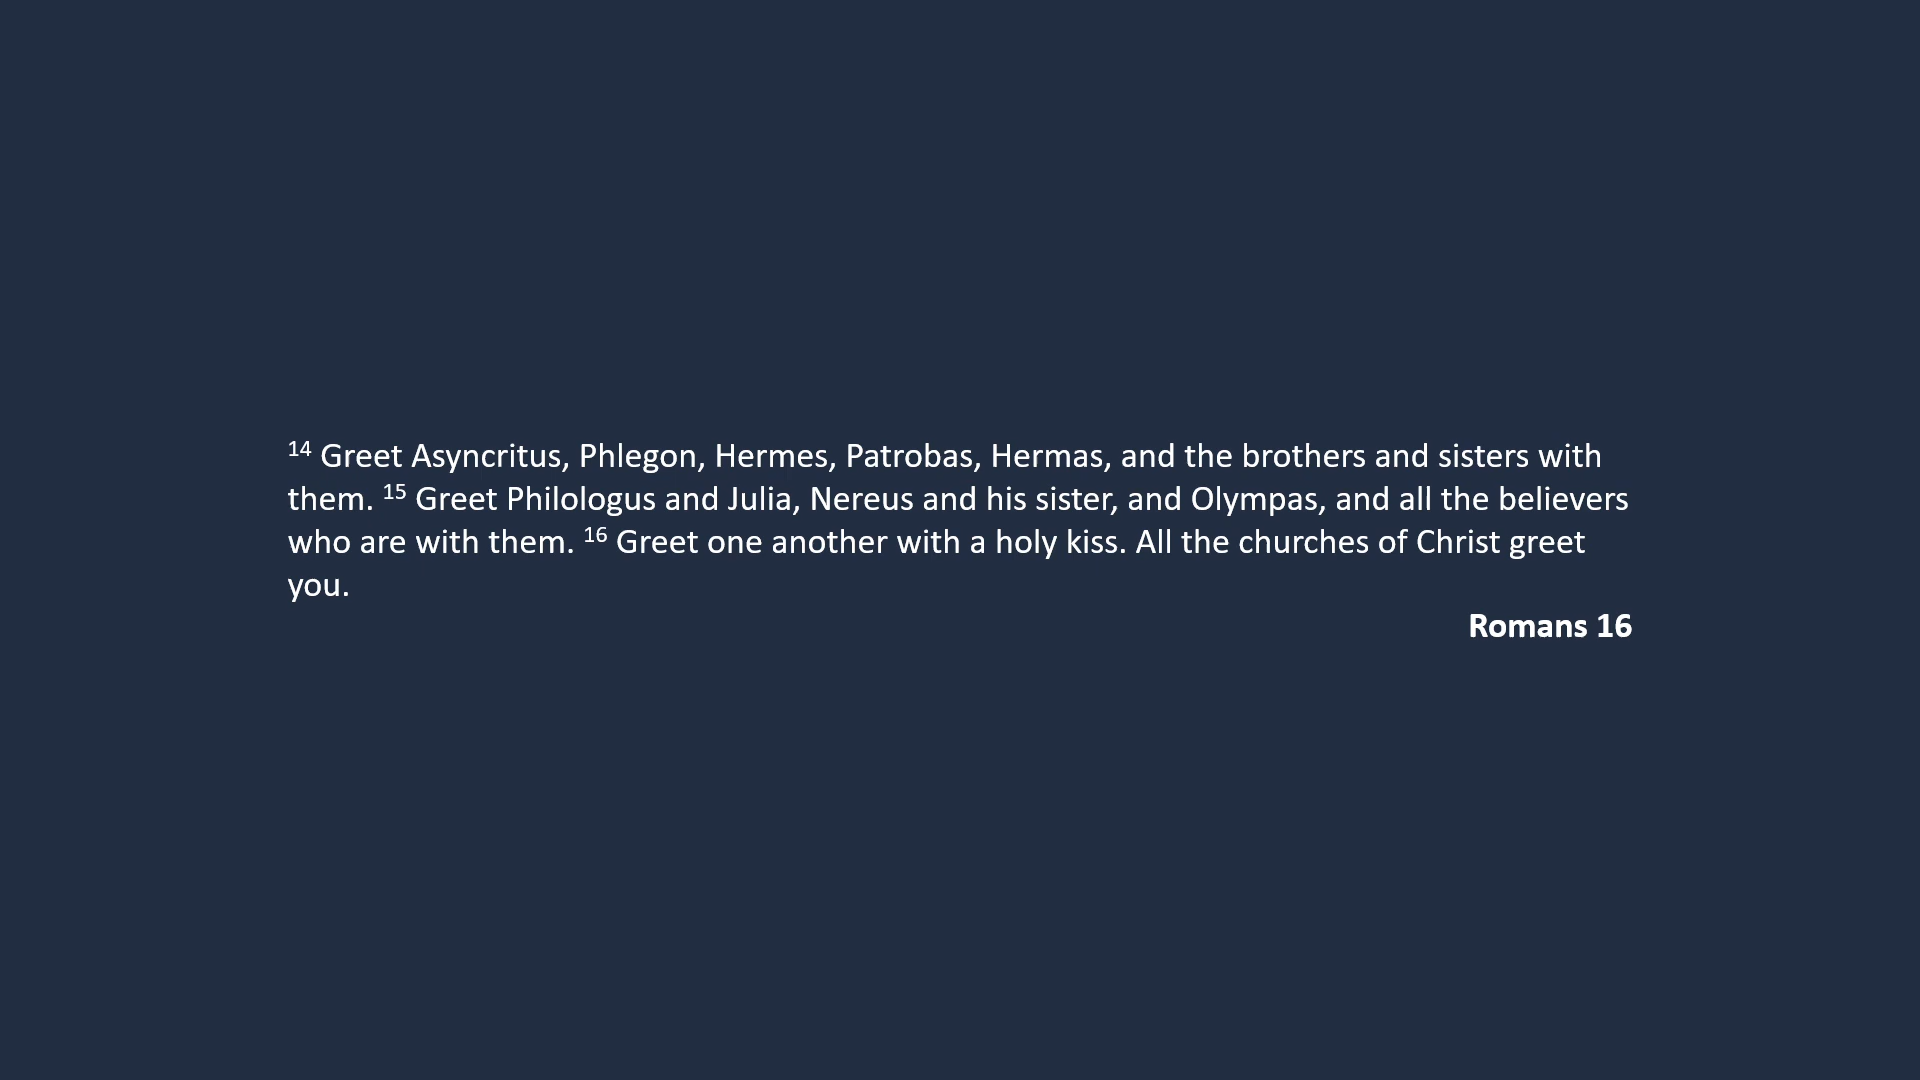 14 Greet Asyncritus, Phlegon, Hermes, Patrobas, Hermas, and the brothers and sisters with
them. 15 Greet Philologus and Julia, Nereus and his sister, and Olympas, and all the believers
who are with them. 16 Greet one another with a holy kiss. All the churches of Christ greet
you.
Romans 16